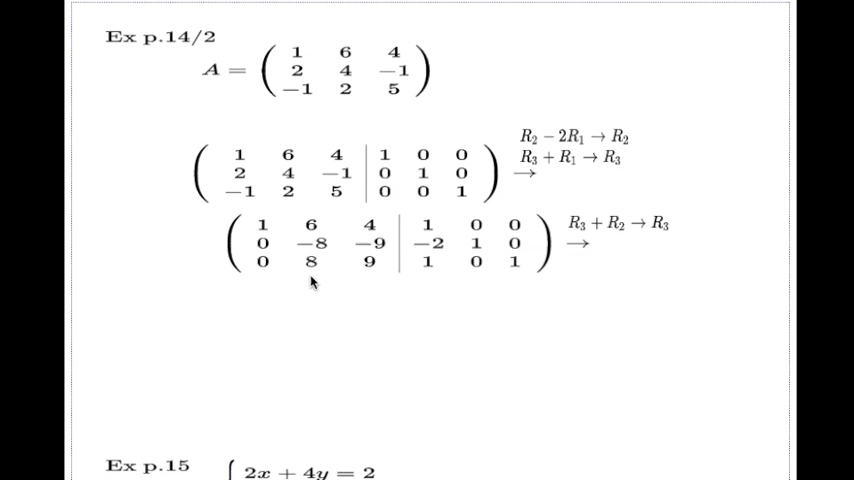 Ex p.14/2
A = ( 1 6 4
2 4 −1
−1 2 5 )
( 1 6 4 | 1 0 0
2 4 −1 | 0 1 0
−1 2 5 | 0 0 1 )
R₂ − 2R₁ → R₂
R₃ + R₁ → R₃
→
( 1 6 4 | 1 0 0
0 −8 −9 | −2 1 0
0 8 9 | 1 0 1 )
R₃ + R₂ → R₃
→
Ex p.15 { 2x + 4y = 2